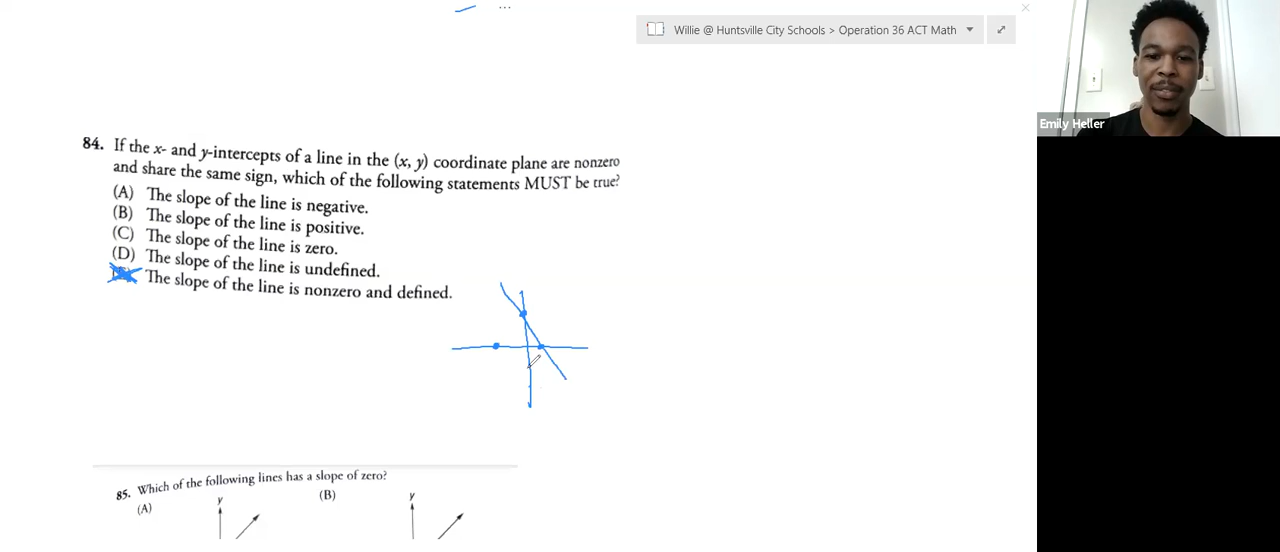 ...
Willie @ Huntsville City Schools > Operation 36 ACT Math
Emily Heller
84. If the x- and y-intercepts of a line in the (x, y) coordinate plane are nonzero
and share the same sign, which of the following statements MUST be true?
(A) The slope of the line is negative.
(B) The slope of the line is positive.
(C) The slope of the line is zero.
(D) The slope of the line is undefined.
The slope of the line is nonzero and defined.
85. Which of the following lines has a slope of zero?
(A)
y
(B)
y